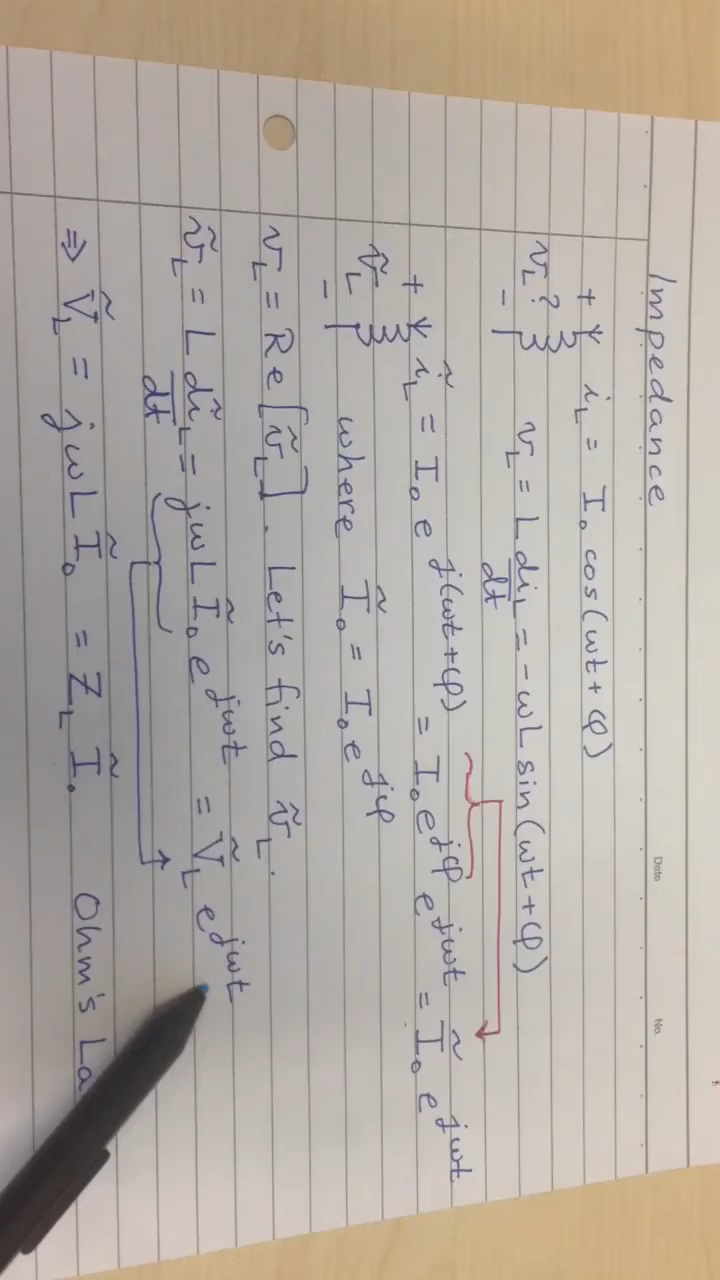 Date
No.
Impedance
+
v_L? i_L = I₀ cos(ωt + φ)
-
v_L = L di_L/dt = -ωL sin(ωt + φ)
+
ṽ_L ĩ_L = I₀ e^{j(ωt+φ)} = I₀ e^{jφ} e^{jωt} = Ĩ₀ e^{jωt}
-
where Ĩ₀ = I₀ e^{jφ}
v_L = Re[ṽ_L]. Let's find ṽ_L.
ṽ_L = L dĩ_L/dt = jωL Ĩ₀ e^{jωt} = Ṽ_L e^{jωt}
⇒ Ṽ_L = jωL Ĩ₀ = Z_L Ĩ₀ Ohm's La